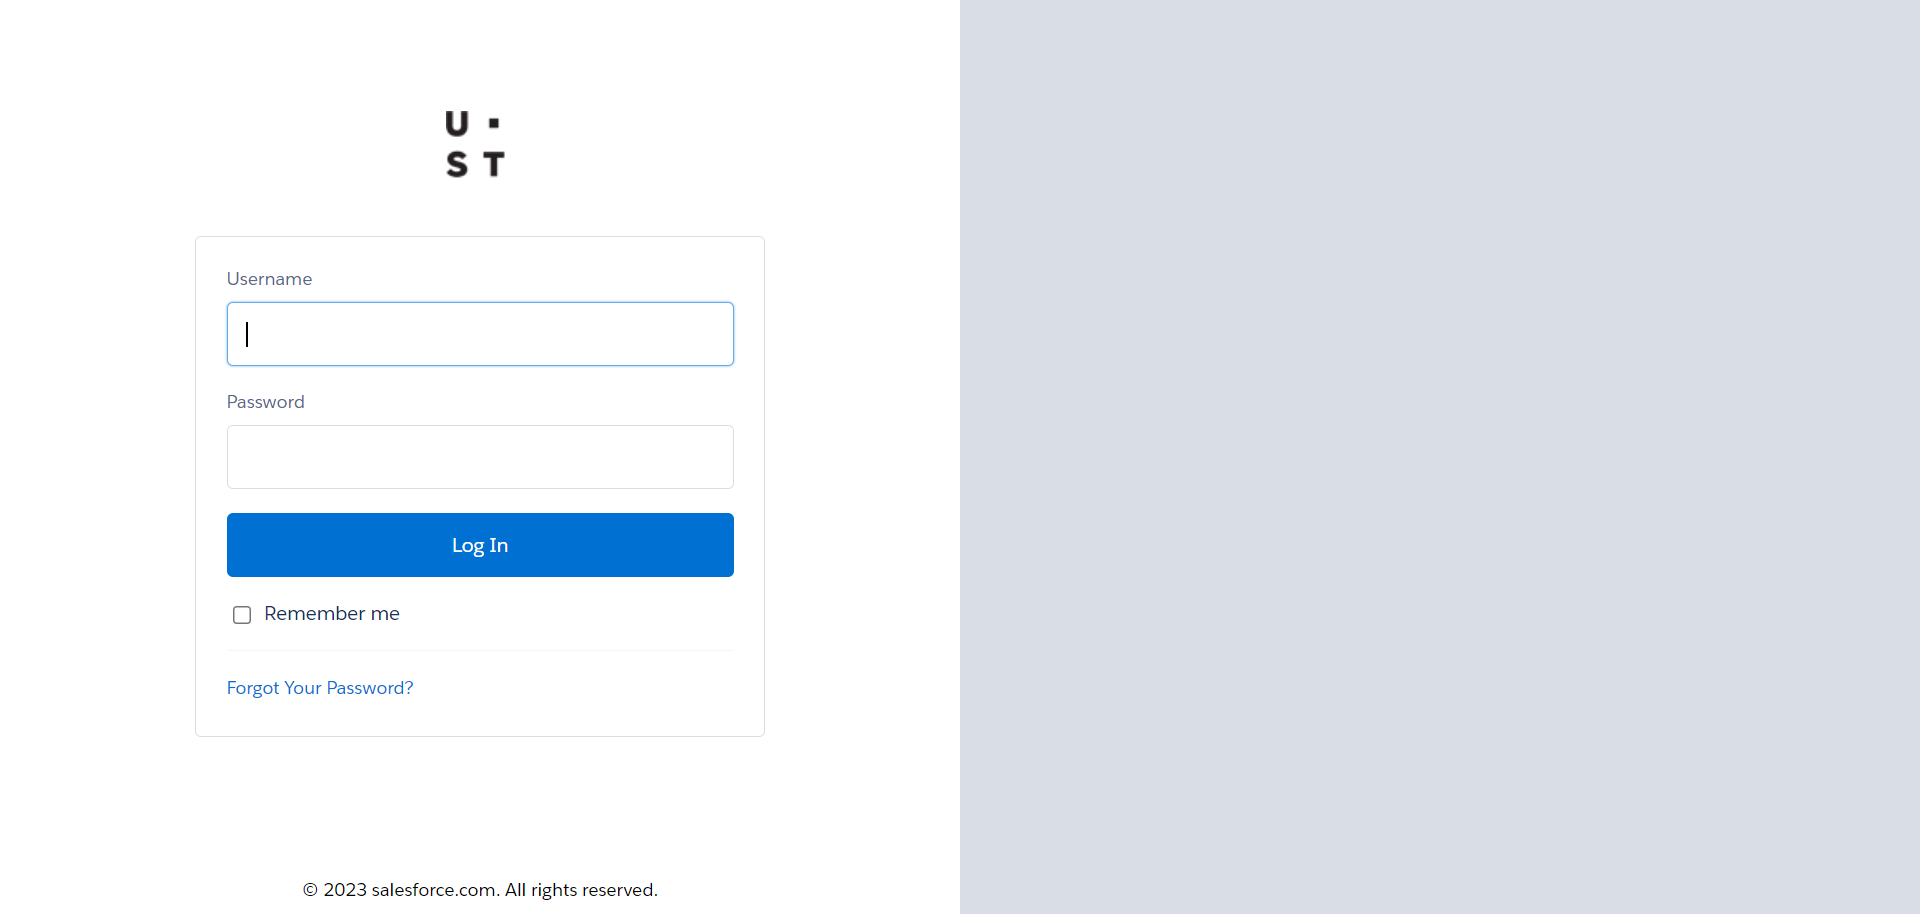 U ·
S T
Username
Password
Log In
Remember me
Forgot Your Password?
© 2023 salesforce.com. All rights reserved.